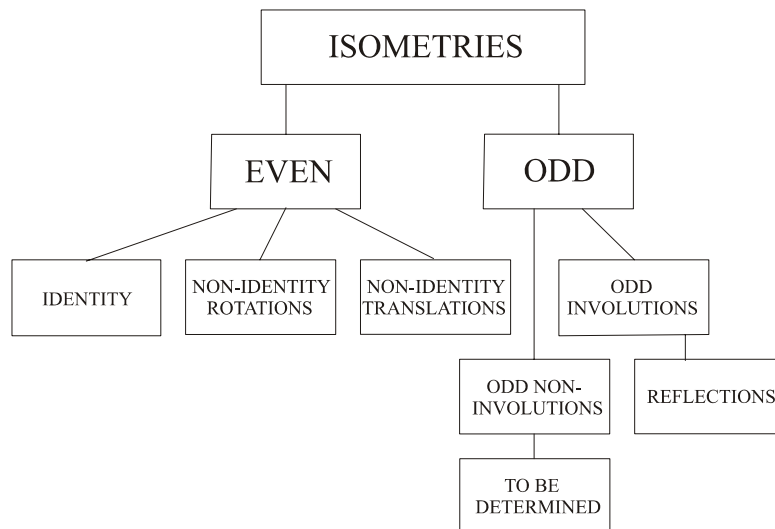 ISOMETRIES
EVEN
ODD
IDENTITY
NON-IDENTITY
ROTATIONS
NON-IDENTITY
TRANSLATIONS
ODD
INVOLUTIONS
ODD NON-
INVOLUTIONS
REFLECTIONS
TO BE
DETERMINED